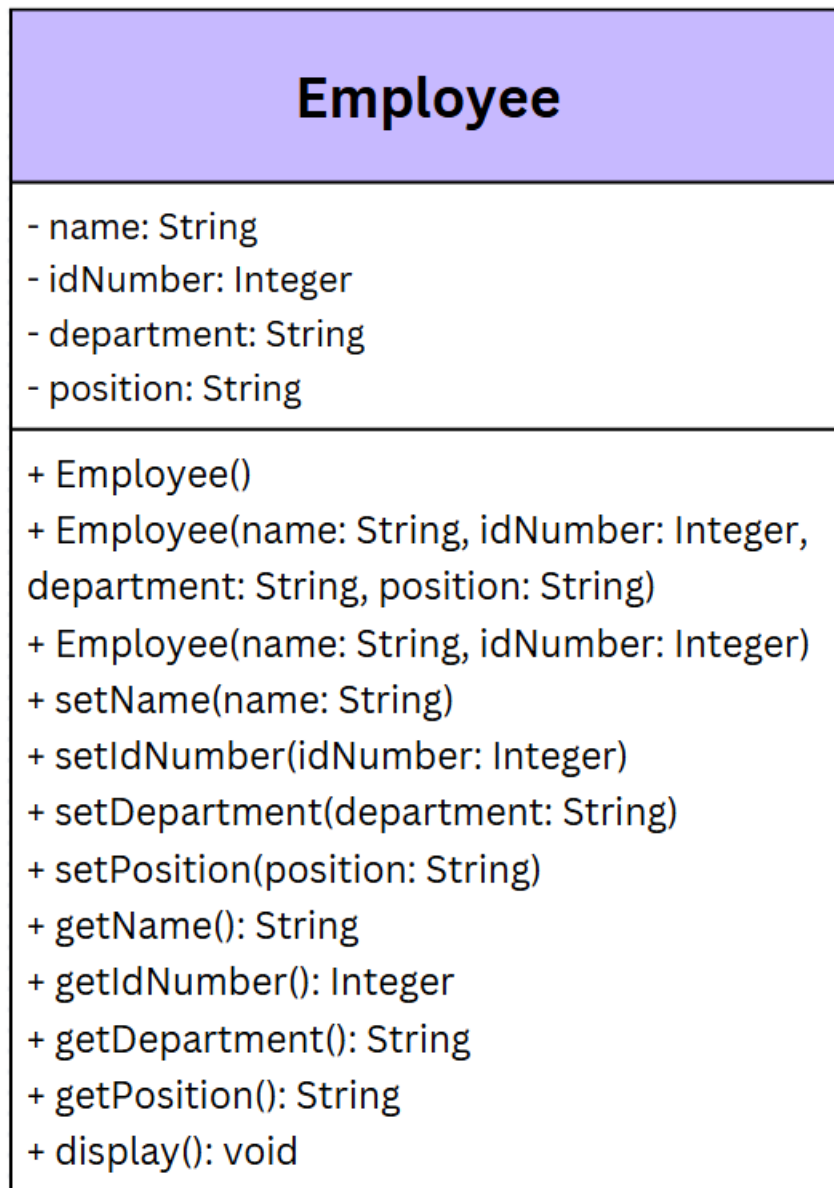 Employee
- name: String
- idNumber: Integer
- department: String
- position: String
+ Employee()
+ Employee(name: String, idNumber: Integer,
department: String, position: String)
+ Employee(name: String, idNumber: Integer)
+ setName(name: String)
+ setIdNumber(idNumber: Integer)
+ setDepartment(department: String)
+ setPosition(position: String)
+ getName(): String
+ getIdNumber(): Integer
+ getDepartment(): String
+ getPosition(): String
+ display(): void